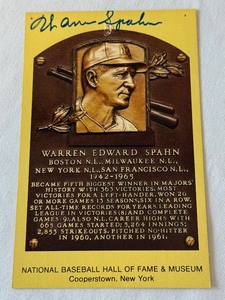 Warren Spahn
WARREN EDWARD SPAHN
BOSTON N.L., MILWAUKEE N.L.,
NEW YORK N.L., SAN FRANCISCO N.L.
1942-1965
BECAME FIFTH BIGGEST WINNER IN MAJORS'
HISTORY WITH 363 VICTORIES. MOST
VICTORIES FOR A LEFT-HANDER. WON 20
OR MORE GAMES 13 SEASONS, SIX IN A ROW.
SET ALL-TIME RECORDS FOR YEARS LEADING
LEAGUE IN VICTORIES (8) AND COMPLETE
GAMES (9). ALSO N.L. CAREER HIGHS WITH
665 GAMES STARTED; 5,264 INNINGS;
2,853 STRIKEOUTS. PITCHED NO-HITTER
IN 1960, ANOTHER IN 1961.
NATIONAL BASEBALL HALL OF FAME & MUSEUM
Cooperstown, New York